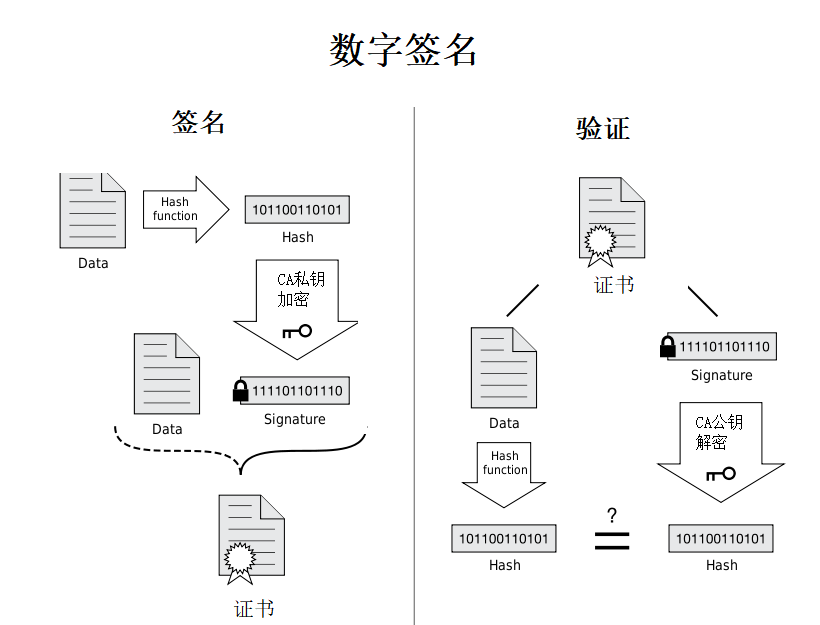 数字签名
签名
Hash
function
101100110101
Hash
Data
CA私钥
加密
111101101110
Signature
Data
证书
验证
证书
111101101110
Signature
Data
CA公钥
解密
Hash
function
?
101100110101
Hash
101100110101
Hash